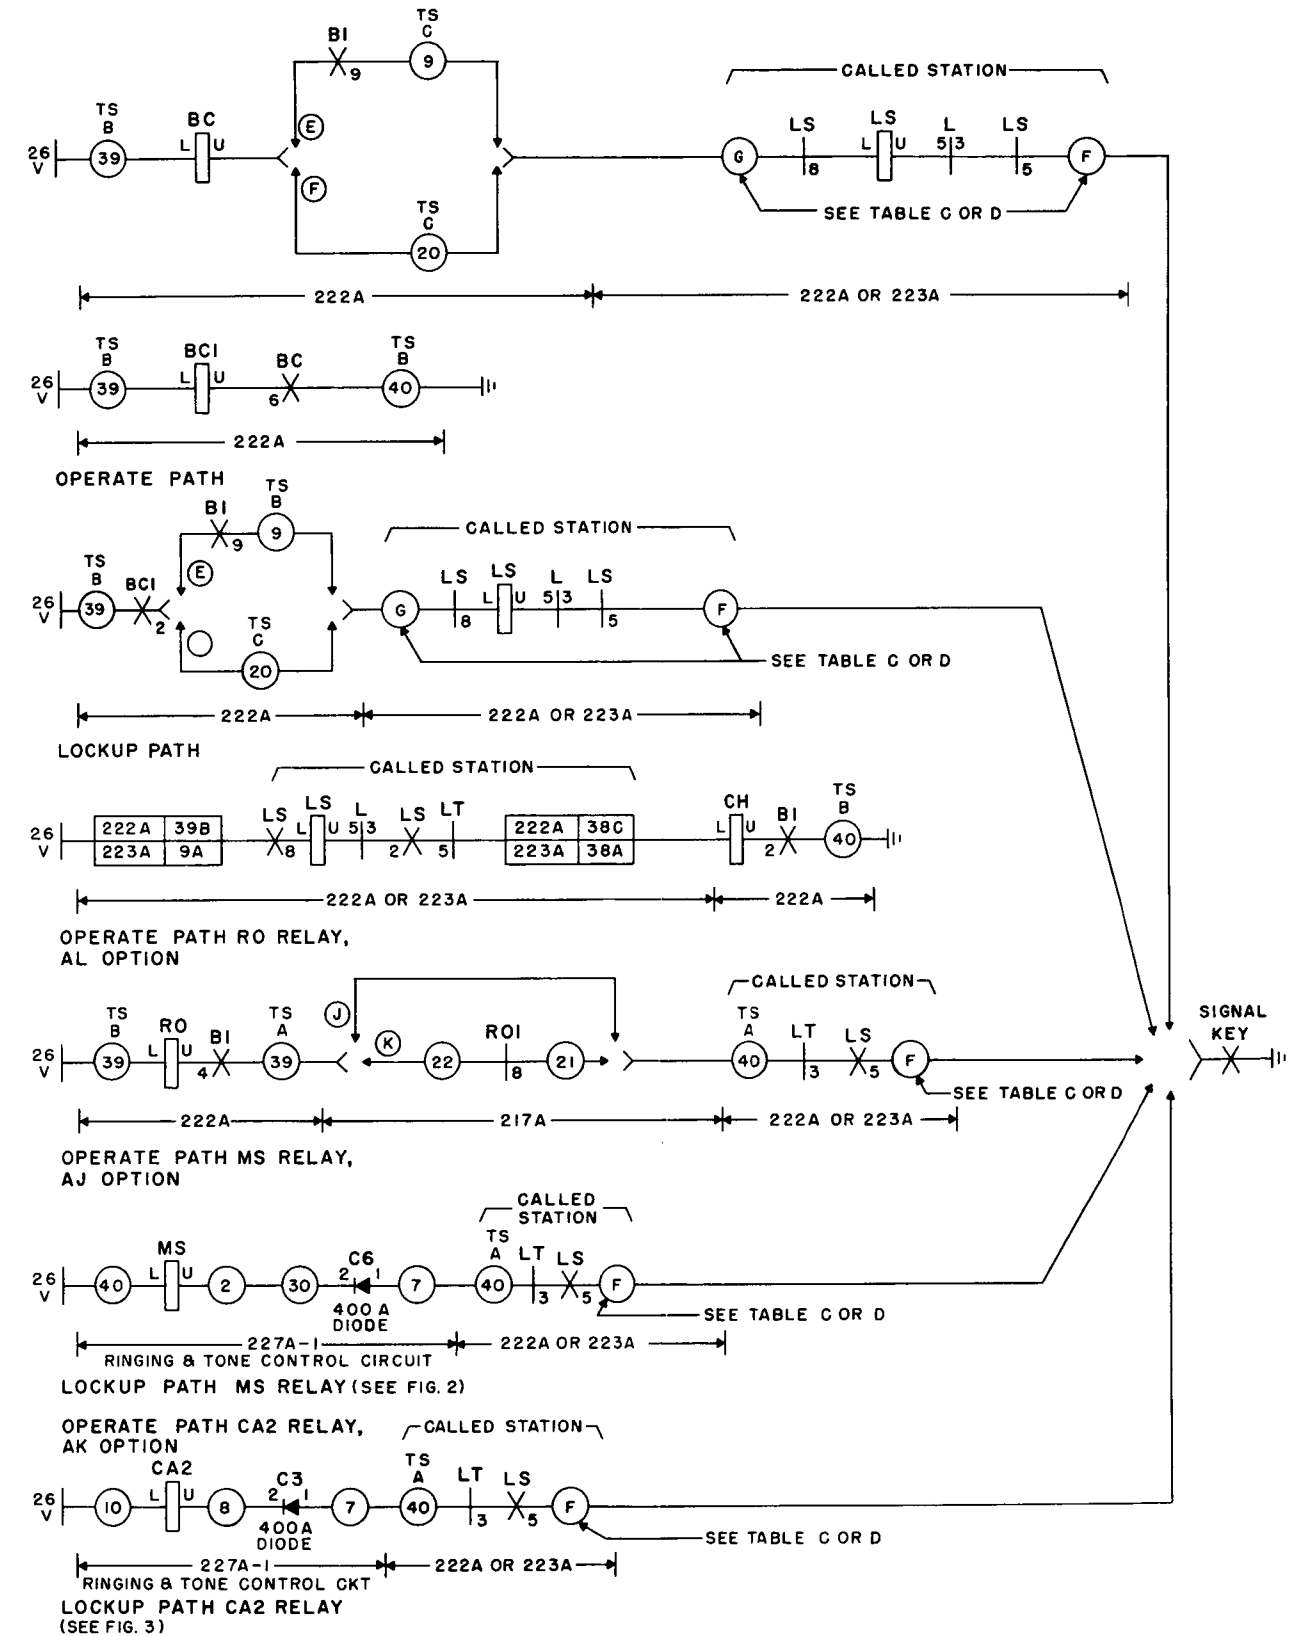 TS
C
BI
9
9
CALLED STATION
TS
B
BC
E
LS
LS
L
LS
26
V
39
L U
G
8
L U
5 3
5
F
F
TS
C
SEE TABLE C OR D
20
222A
222A OR 223A
TS
B
BCI
BC
TS
B
26
V
39
L U
6
40
222A
OPERATE PATH
TS
B
BI
9
9
CALLED STATION
TS
B
BCI
E
LS
LS
L
LS
26
V
39
2
G
8
L U
5 3
5
F
TS
C
20
SEE TABLE C OR D
222A
222A OR 223A
LOCKUP PATH
CALLED STATION
LS
LS
L
LS
LT
CH
BI
TS
B
26
V
222A 39B
223A 9A
8
L U
5 3
2
5
222A 38C
223A 38A
L U
2
40
222A OR 223A
222A
OPERATE PATH RO RELAY,
AL OPTION
CALLED STATION
TS
B
RO
BI
TS
A
J
K
ROI
TS
A
LT
LS
SIGNAL
KEY
26
V
39
L U
4
39
22
8
21
40
3
5
F
SEE TABLE C OR D
222A
217A
222A OR 223A
OPERATE PATH MS RELAY,
AJ OPTION
CALLED
STATION
MS
C6
TS
A
LT
LS
26
V
40
L U
2
30
2 1
7
40
3
5
F
400A
DIODE
SEE TABLE C OR D
227A-1
222A OR 223A
RINGING & TONE CONTROL CIRCUIT
LOCKUP PATH MS RELAY (SEE FIG. 2)
OPERATE PATH CA2 RELAY,
AK OPTION
CALLED STATION
CA2
C3
TS
A
LT
LS
26
V
10
L U
8
2 1
7
40
3
5
F
400A
DIODE
SEE TABLE C OR D
227A-1
222A OR 223A
RINGING & TONE CONTROL CKT
LOCKUP PATH CA2 RELAY
(SEE FIG. 3)